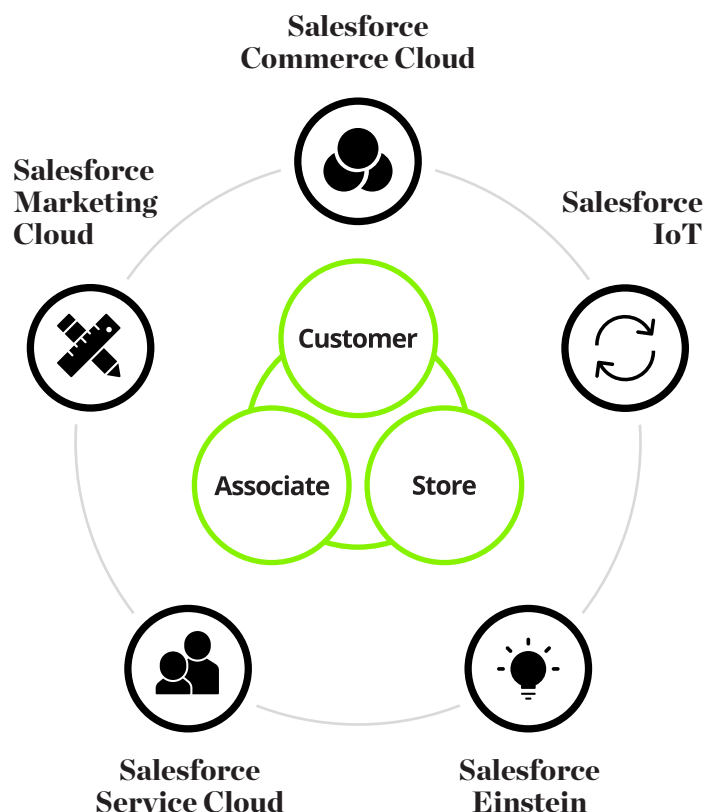 Salesforce
Commerce Cloud
Salesforce
Marketing
Cloud
Salesforce
IoT
Customer
Associate
Store
Salesforce
Service Cloud
Salesforce
Einstein